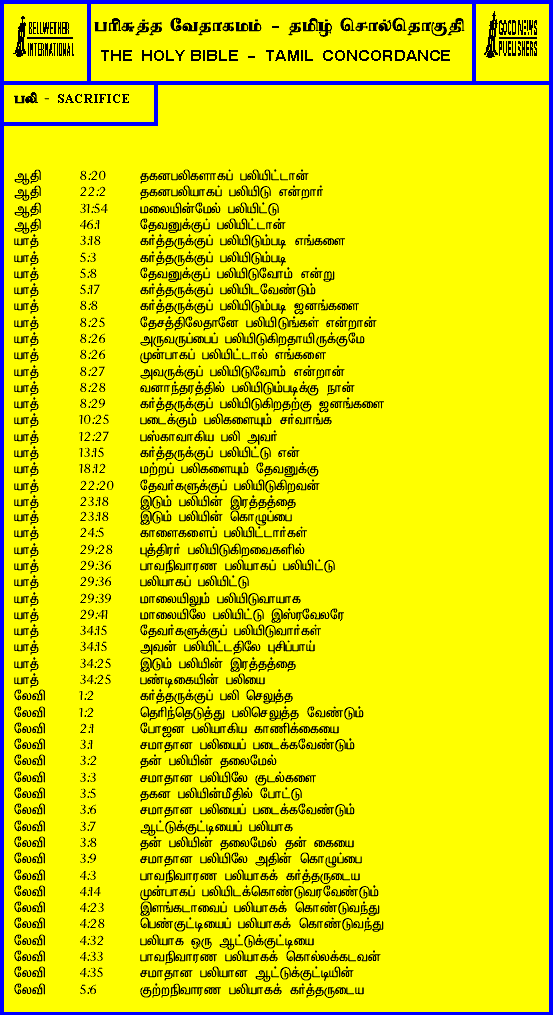 BELLWETHER INTERNATIONAL
பரிசுத்த வேதாகமம் - தமிழ் சொல்தொகுதி
THE HOLY BIBLE - TAMIL CONCORDANCE
GOOD NEWS PUBLISHERS
பலி - SACRIFICE
ஆதி 8:20 தகனபலிகளாகப் பலியிட்டான்
ஆதி 22:2 தகனபலியாகப் பலியிடு என்றார்
ஆதி 31:54 மலையின்மேல் பலியிட்டு
ஆதி 46:1 தேவனுக்குப் பலியிட்டான்
யாத் 3:18 கர்த்தருக்குப் பலியிடும்படி எங்களை
யாத் 5:3 கர்த்தருக்குப் பலியிடும்படி
யாத் 5:8 தேவனுக்குப் பலியிடுவோம் என்று
யாத் 5:17 கர்த்தருக்குப் பலியிடவேண்டும்
யாத் 8:8 கர்த்தருக்குப் பலியிடும்படி ஜனங்களை
யாத் 8:25 தேசத்திலேதானே பலியிடுங்கள் என்றான்
யாத் 8:26 அருவருப்பைப் பலியிடுகிறதாயிருக்குமே
யாத் 8:26 முன்பாகப் பலியிட்டால் எங்களை
யாத் 8:27 அவருக்குப் பலியிடுவோம் என்றான்
யாத் 8:28 வனாந்தரத்தில் பலியிடும்படிக்கு நான்
யாத் 8:29 கர்த்தருக்குப் பலியிடுகிறதற்கு ஜனங்களை
யாத் 10:25 படைக்கும் பலிகளையும் சர்வாங்க
யாத் 12:27 பஸ்காவாகிய பலி அவர்
யாத் 13:15 கர்த்தருக்குப் பலியிட்டு என்
யாத் 18:12 மற்றப் பலிகளையும் தேவனுக்கு
யாத் 22:20 தேவர்களுக்குப் பலியிடுகிறவன்
யாத் 23:18 இடும் பலியின் இரத்தத்தை
யாத் 23:18 இடும் பலியின் கொழுப்பை
யாத் 24:5 காளைகளைப் பலியிட்டார்கள்
யாத் 29:28 புத்திரர் பலியிடுகிறவைகளில்
யாத் 29:36 பாவநிவாரண பலியாகப் பலியிட்டு
யாத் 29:36 பலியாகப் பலியிட்டு
யாத் 29:39 மாலையிலும் பலியிடுவாயாக
யாத் 29:41 மாலையிலே பலியிட்டு இஸ்ரவேலரே
யாத் 34:15 தேவர்களுக்குப் பலியிடுவார்கள்
யாத் 34:15 அவன் பலியிட்டதிலே புசிப்பாய்
யாத் 34:25 இடும் பலியின் இரத்தத்தை
யாத் 34:25 பண்டிகையின் பலியை
லேவி 1:2 கர்த்தருக்குப் பலி செலுத்த
லேவி 1:2 தெரிந்தெடுத்து பலிசெலுத்த வேண்டும்
லேவி 2:1 போஜன பலியாகிய காணிக்கையை
லேவி 3:1 சமாதான பலியைப் படைக்கவேண்டும்
லேவி 3:2 தன் பலியின் தலைமேல்
லேவி 3:3 சமாதான பலியிலே குடல்களை
லேவி 3:5 தகன பலியின்மீதில் போட்டு
லேவி 3:6 சமாதான பலியைப் படைக்கவேண்டும்
லேவி 3:7 ஆட்டுக்குட்டியைப் பலியாக
லேவி 3:8 தன் பலியின் தலைமேல் தன் கையை
லேவி 3:9 சமாதான பலியிலே அதின் கொழுப்பை
லேவி 4:3 பாவநிவாரண பலியாகக் கர்த்தருடைய
லேவி 4:14 முன்பாகப் பலியிடக்கொண்டுவரவேண்டும்
லேவி 4:23 இளங்கடாவைப் பலியாகக் கொண்டுவந்து
லேவி 4:28 பெண்குட்டியைப் பலியாகக் கொண்டுவந்து
லேவி 4:32 பலியாக ஒரு ஆட்டுக்குட்டியை
லேவி 4:33 பாவநிவாரண பலியாகக் கொல்லக்கடவன்
லேவி 4:35 சமாதான பலியான ஆட்டுக்குட்டியின்
லேவி 5:6 குற்றநிவாரண பலியாகக் கர்த்தருடைய